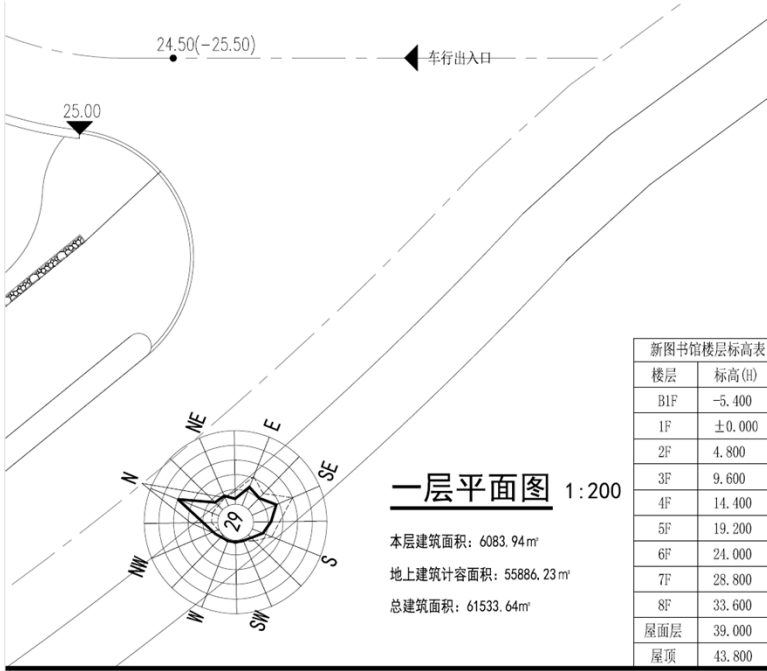 24.50(-25.50)
车行出入口
25.00
NE
E
N
SE
29
NW
S
W
SW
一层平面图 1:200
本层建筑面积: 6083.94㎡
地上建筑计容面积: 55886.23㎡
总建筑面积: 61533.64㎡
新图书馆楼层标高表
楼层 标高(H)
B1F -5.400
1F ±0.000
2F 4.800
3F 9.600
4F 14.400
5F 19.200
6F 24.000
7F 28.800
8F 33.600
屋面层 39.000
屋顶 43.800